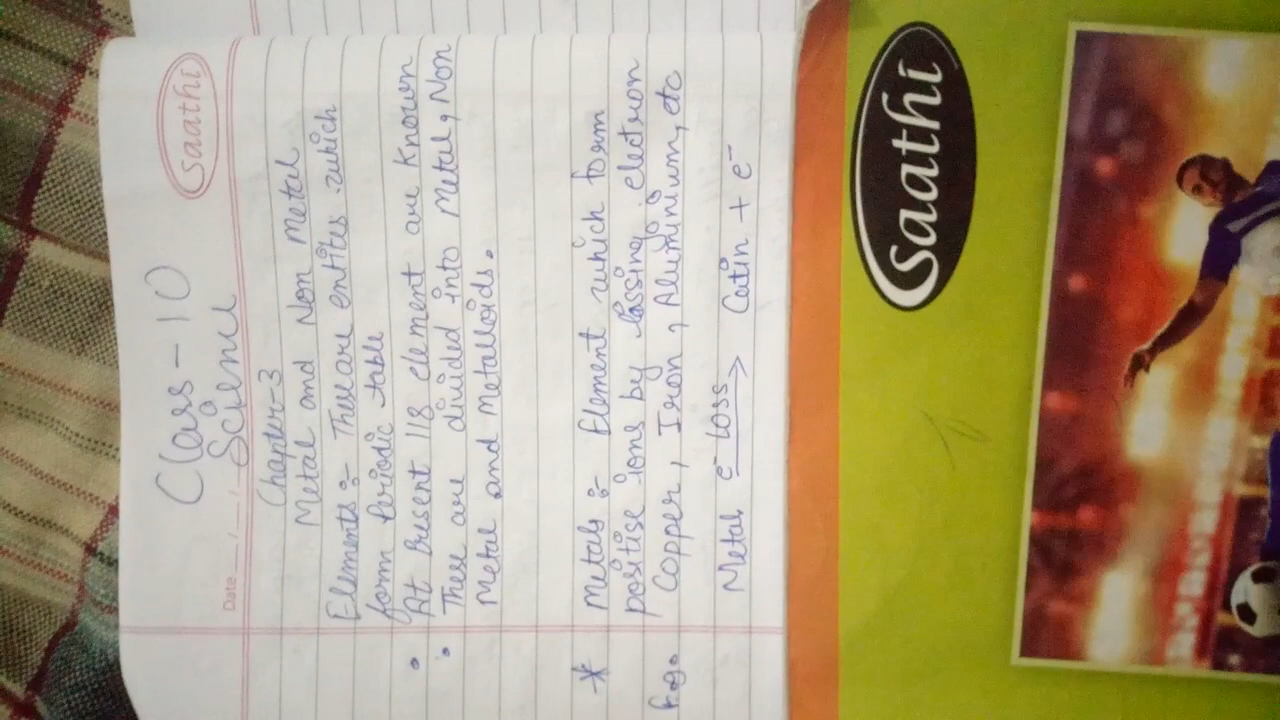 Saathi
Class-10
Date
Science
Chapter-3
Metal and Non Metal
Elements :- These are entites which
form Periodic table
• At Present 118 element are Known
• These are divided into Metal, Non
Metal and Metalloids.
* Metals :- Element which form
positise ions by lossing electron
Copper, Iron, Aluminium, etc
Metal e⁻ Loss → Catin + e⁻
Saathi